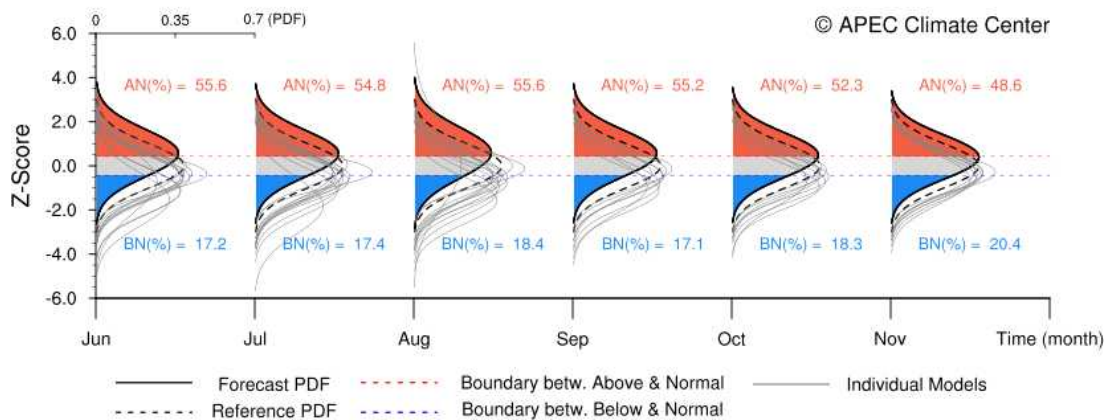 0 0.35 0.7 (PDF)
© APEC Climate Center
6.0
4.0
AN(%) = 55.6 AN(%) = 54.8 AN(%) = 55.6 AN(%) = 55.2 AN(%) = 52.3 AN(%) = 48.6
2.0
Z-Score
0.0
-2.0
BN(%) = 17.2 BN(%) = 17.4 BN(%) = 18.4 BN(%) = 17.1 BN(%) = 18.3 BN(%) = 20.4
-4.0
-6.0
Jun Jul Aug Sep Oct Nov Time (month)
Forecast PDF Boundary betw. Above & Normal Individual Models
Reference PDF Boundary betw. Below & Normal